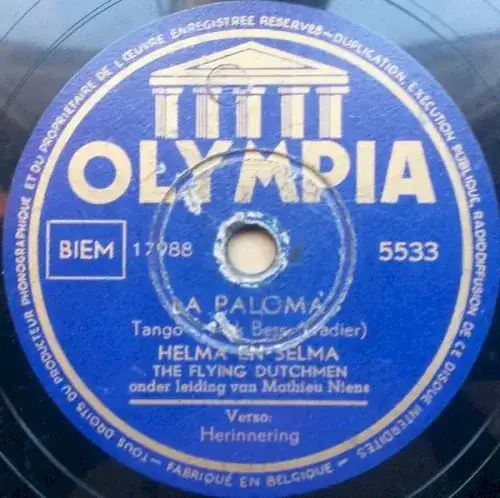 TOUS DROITS DU PRODUCTEUR PHONOGRAPHIQUE ET DU PROPRIETAIRE DE L'ŒUVRE ENREGISTREE RESERVES - DUPLICATION, EXECUTION PUBLIQUE, RADIODIFFUSION DE CE DISQUE INTERDITES -
OLYMPIA
BIEM 17988 5533
LA PALOMA
Tango
HELMA EN SELMA
THE FLYING DUTCHMEN
onder leiding van Mathieu Niens
Verso:
Herinnering
FABRIQUÉ EN BELGIQUE